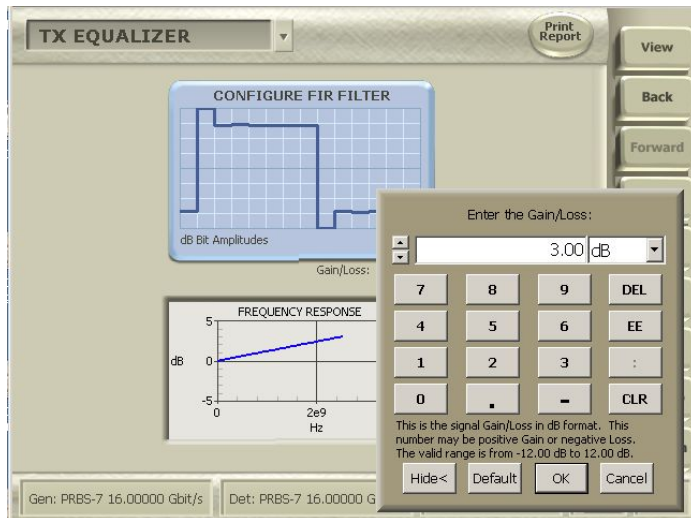 TX EQUALIZER
Print
Report
View
Back
Forward
CONFIGURE FIR FILTER
dB Bit Amplitudes
Gain/Loss:
FREQUENCY RESPONSE
5
dB
0
-5
0
2e9
Hz
Enter the Gain/Loss:
3.00 dB
7 8 9 DEL
4 5 6 EE
1 2 3 :
0 . - CLR
This is the signal Gain/Loss in dB format. This
number may be positive Gain or negative Loss.
The valid range is from -12.00 dB to 12.00 dB.
Hide< Default OK Cancel
Gen: PRBS-7 16.00000 Gbit/s
Det: PRBS-7 16.00000 G